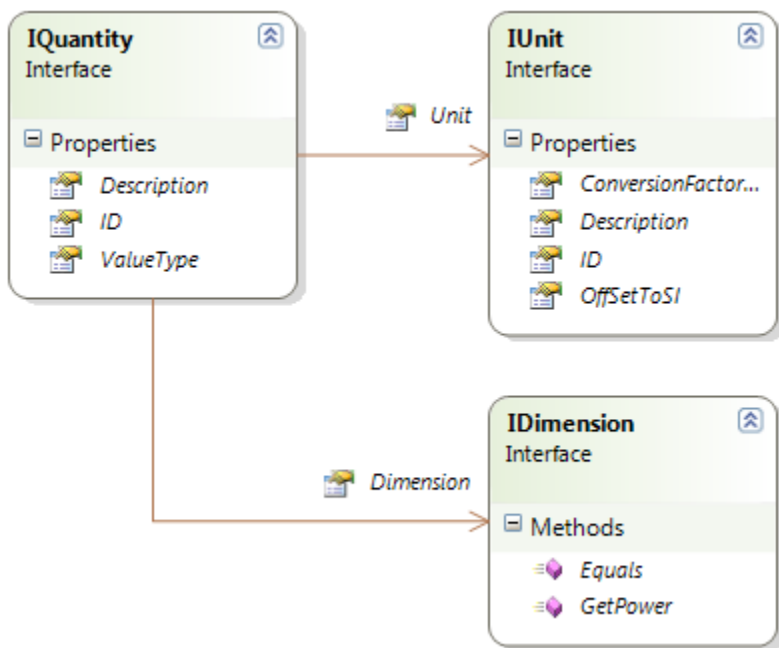 IQuantity
Interface
Properties
Description
ID
ValueType
Unit
IUnit
Interface
Properties
ConversionFactor...
Description
ID
OffSetToSI
Dimension
IDimension
Interface
Methods
Equals
GetPower